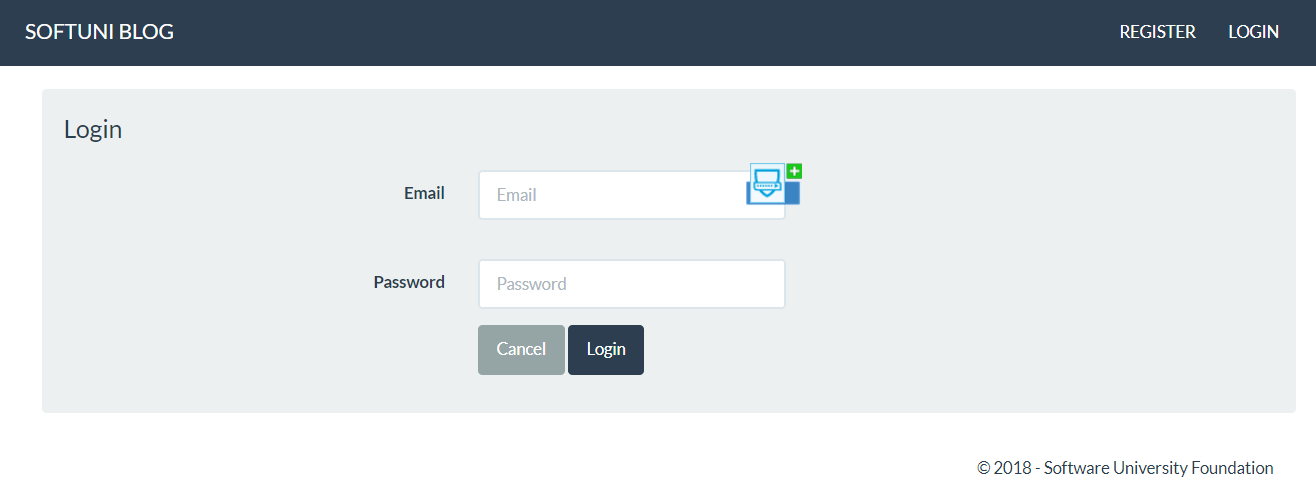 SOFTUNI BLOG REGISTER LOGIN
Login
Email Email
Password Password
Cancel Login
© 2018 - Software University Foundation